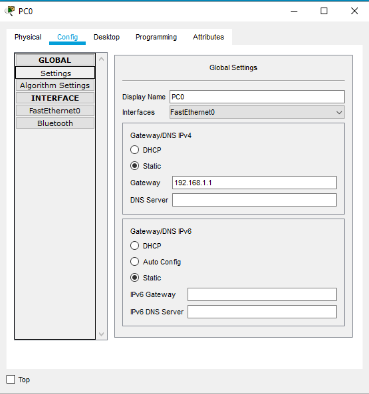 PC0
Physical Config Desktop Programming Attributes
GLOBAL
Settings
Algorithm Settings
INTERFACE
FastEthernet0
Bluetooth
Global Settings
Display Name PC0
Interfaces FastEthernet0
Gateway/DNS IPv4
DHCP
Static
Gateway 192.168.1.1
DNS Server
Gateway/DNS IPv6
DHCP
Auto Config
Static
IPv6 Gateway
IPv6 DNS Server
Top